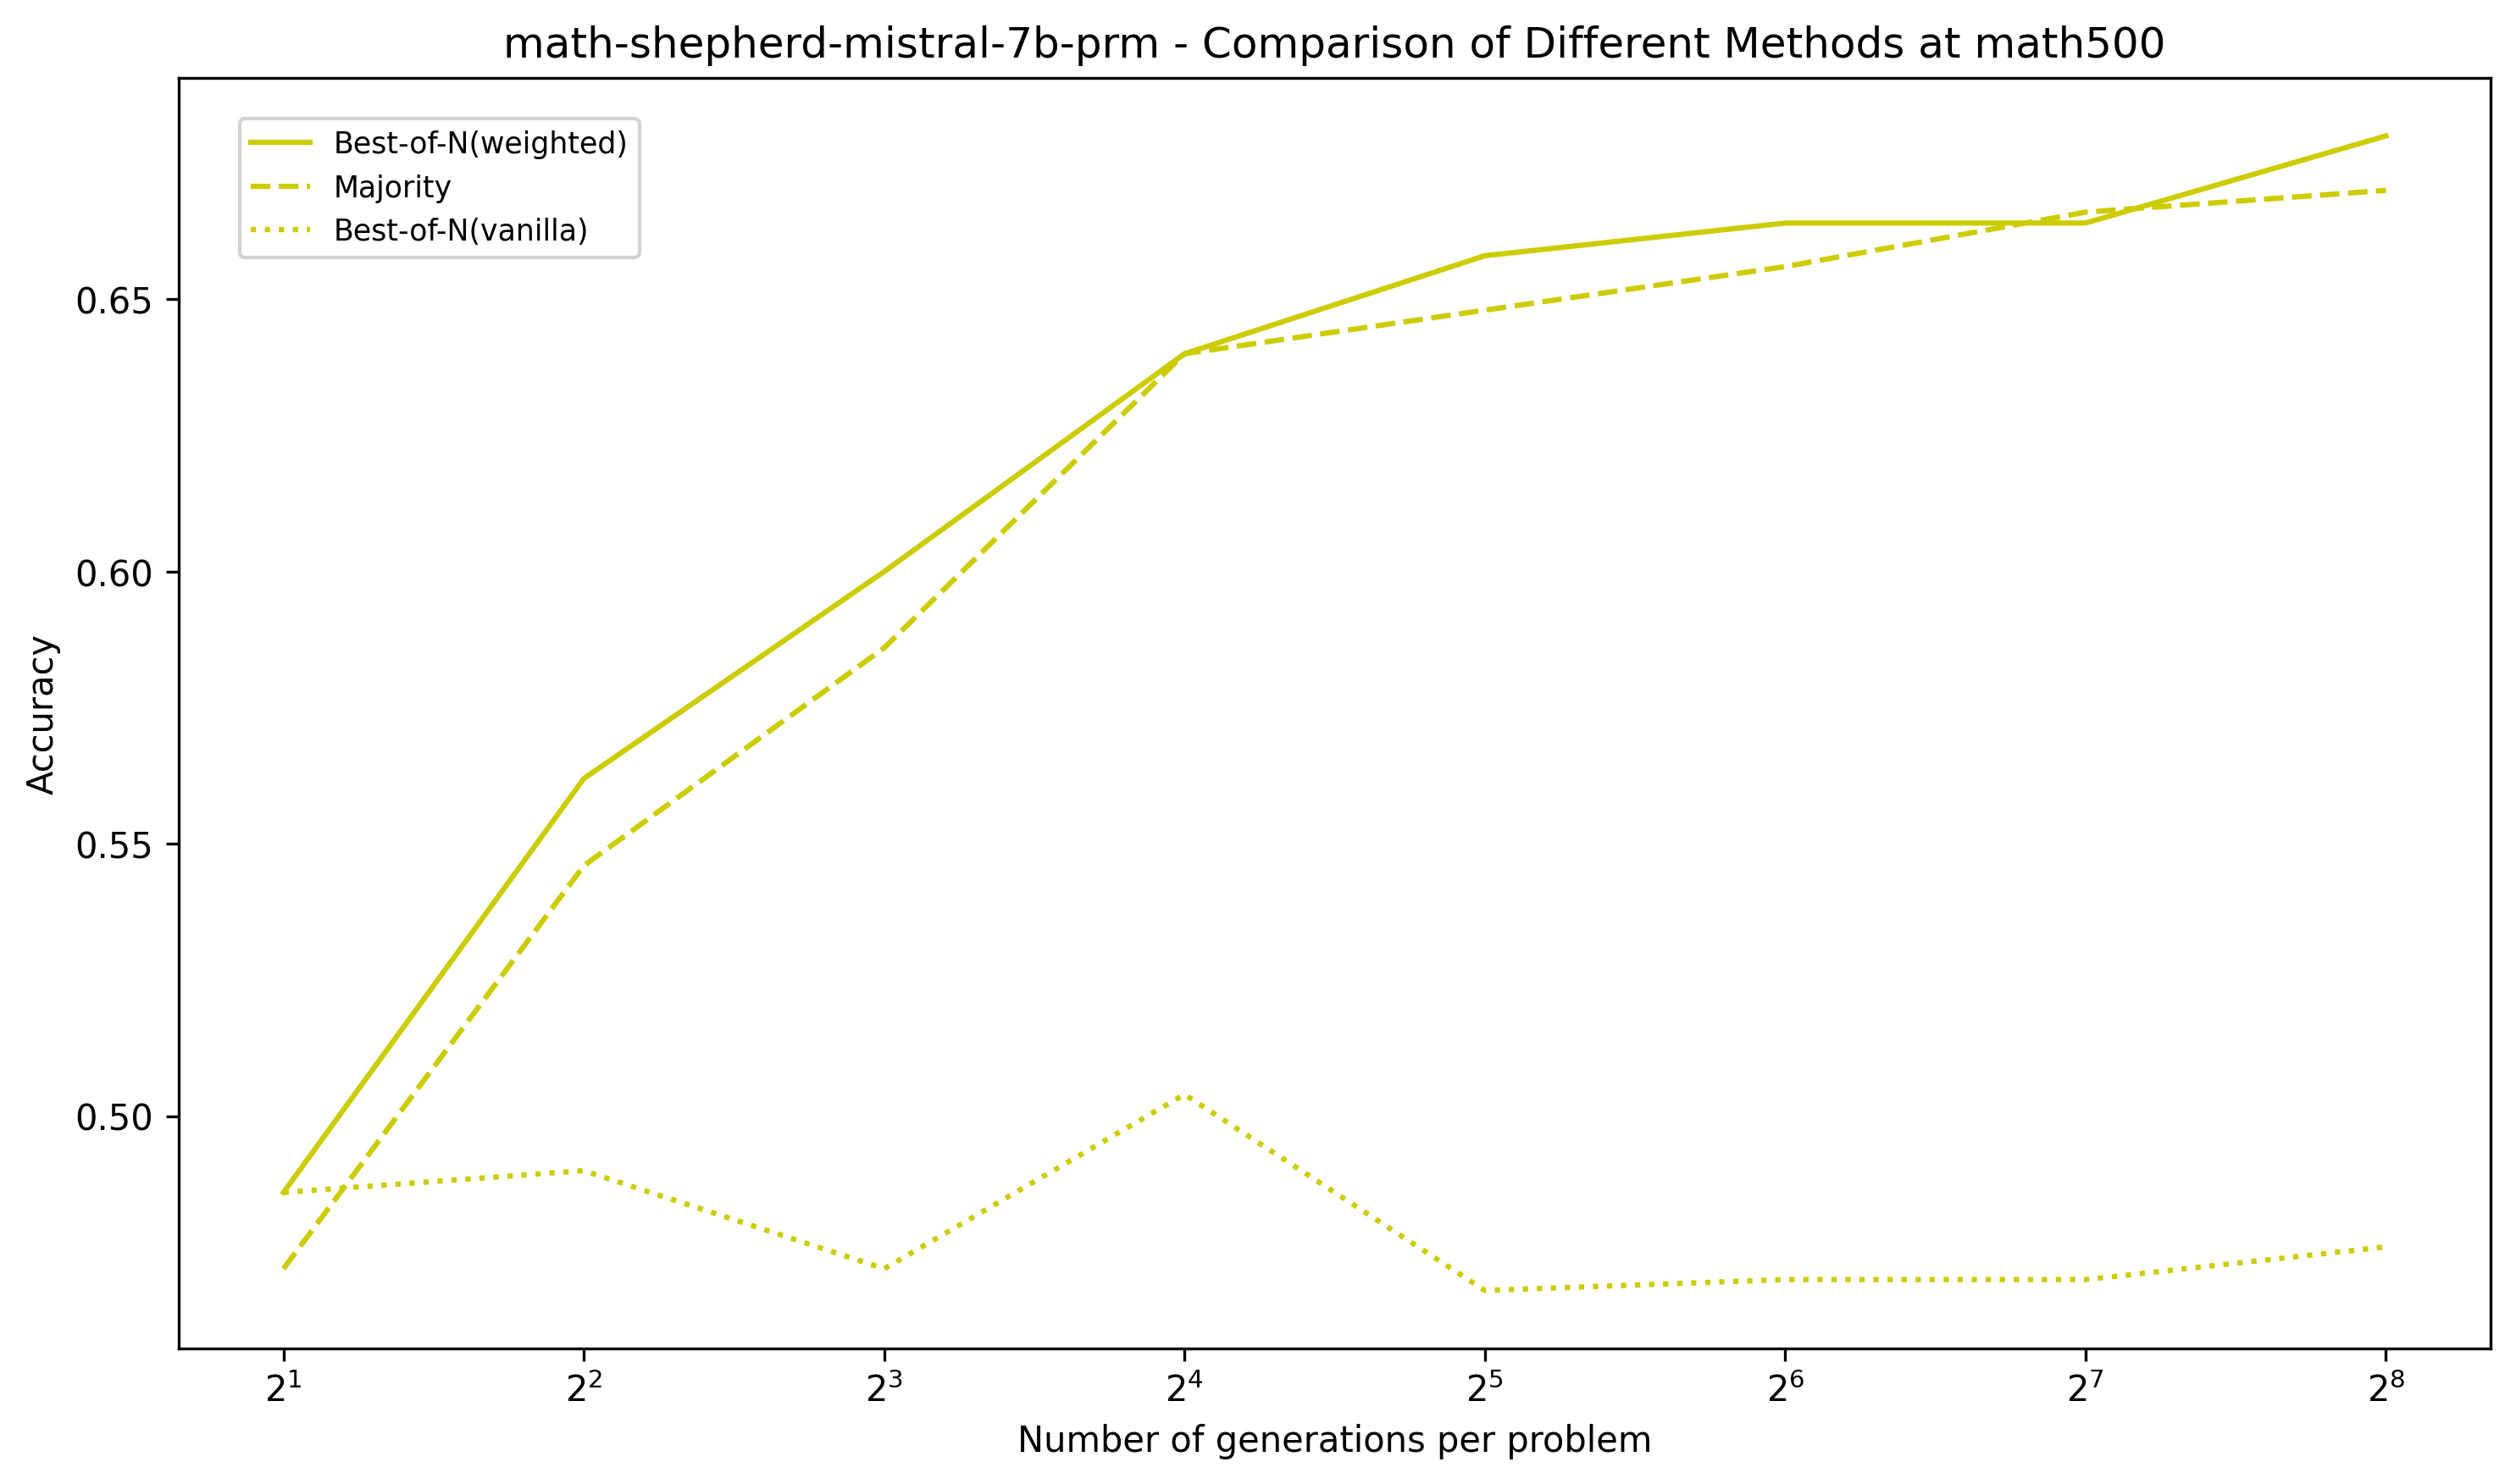 math-shepherd-mistral-7b-prm - Comparison of Different Methods at math500
Best-of-N(weighted)
Majority
Best-of-N(vanilla)
0.65
0.60
0.55
0.50
Accuracy
2¹ 2² 2³ 2⁴ 2⁵ 2⁶ 2⁷ 2⁸
Number of generations per problem